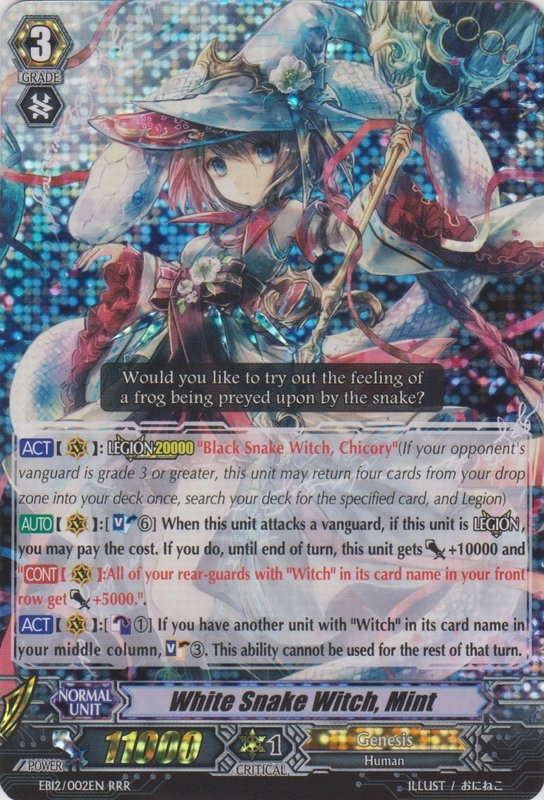 3
GRADE
Would you like to try out the feeling of
a frog being preyed upon by the snake?
ACT【 】: LEGION 20000 "Black Snake Witch, Chicory"(If your opponent's
vanguard is grade 3 or greater, this unit may return four cards from your drop
zone into your deck once, search your deck for the specified card, and Legion)
AUTO【 】:[ V ⑥] When this unit attacks a vanguard, if this unit is LEGION,
you may pay the cost. If you do, until end of turn, this unit gets +10000 and
"CONT【 】:All of your rear-guards with "Witch" in its card name in your front
row get +5000.".
ACT【 】:[ ①] If you have another unit with "Witch" in its card name in
your middle column, V ③. This ability cannot be used for the rest of that turn.
NORMAL
UNIT
White Snake Witch, Mint
POWER
11000
1
CRITICAL
Genesis
Human
EB12/002EN RRR
ILLUST / おにねこ